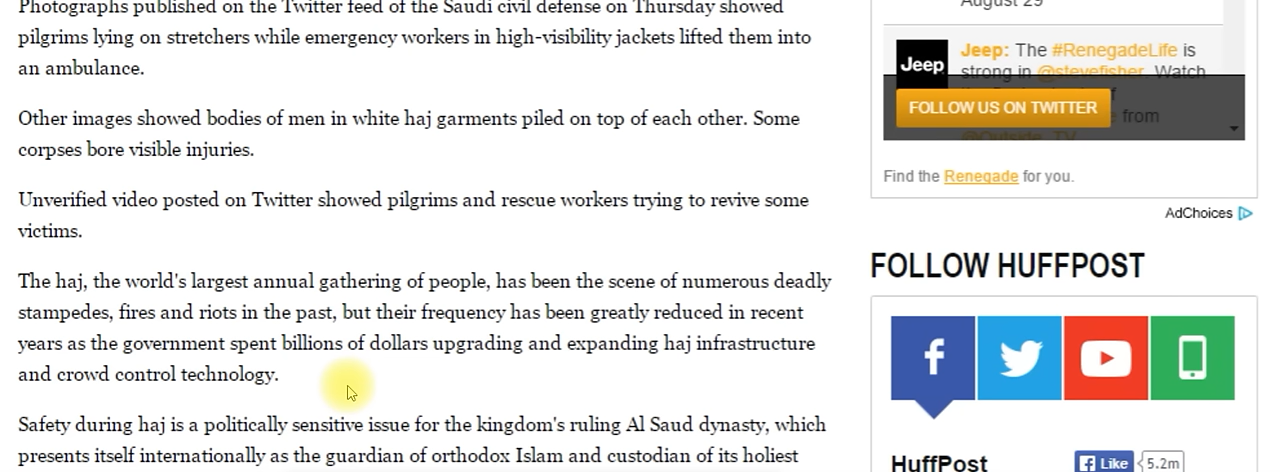 Photographs published on the Twitter feed of the Saudi civil defense on Thursday showed
pilgrims lying on stretchers while emergency workers in high-visibility jackets lifted them into
an ambulance.
Other images showed bodies of men in white haj garments piled on top of each other. Some
corpses bore visible injuries.
Unverified video posted on Twitter showed pilgrims and rescue workers trying to revive some
victims.
The haj, the world's largest annual gathering of people, has been the scene of numerous deadly
stampedes, fires and riots in the past, but their frequency has been greatly reduced in recent
years as the government spent billions of dollars upgrading and expanding haj infrastructure
and crowd control technology.
Safety during haj is a politically sensitive issue for the kingdom's ruling Al Saud dynasty, which
presents itself internationally as the guardian of orthodox Islam and custodian of its holiest
August 29
Jeep
Jeep: The #RenegadeLife is
strong in @stevefisher. Watch
FOLLOW US ON TWITTER
from
@Outside_TV
Find the Renegade for you.
AdChoices
FOLLOW HUFFPOST
HuffPost
Like
5.2m